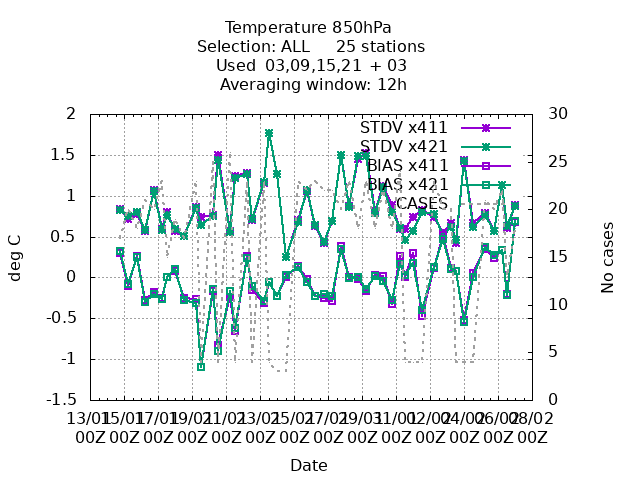 Temperature 850hPa
Selection: ALL 25 stations
Used 03,09,15,21 + 03
Averaging window: 12h
2
1.5
1
0.5
0
-0.5
-1
-1.5
deg C
30
25
20
15
10
5
0
No cases
STDV x411
STDV x421
BIAS x411
BIAS x421
CASES
13/01 15/01 17/01 19/01 21/01 23/01 25/01 27/01 29/01 31/01 02/02 04/02 06/02 08/02
00Z 00Z 00Z 00Z 00Z 00Z 00Z 00Z 00Z 00Z 00Z 00Z 00Z 00Z
Date